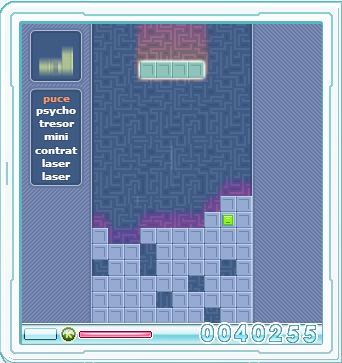 puce
psycho
tresor
mini
contrat
laser
laser
0040255